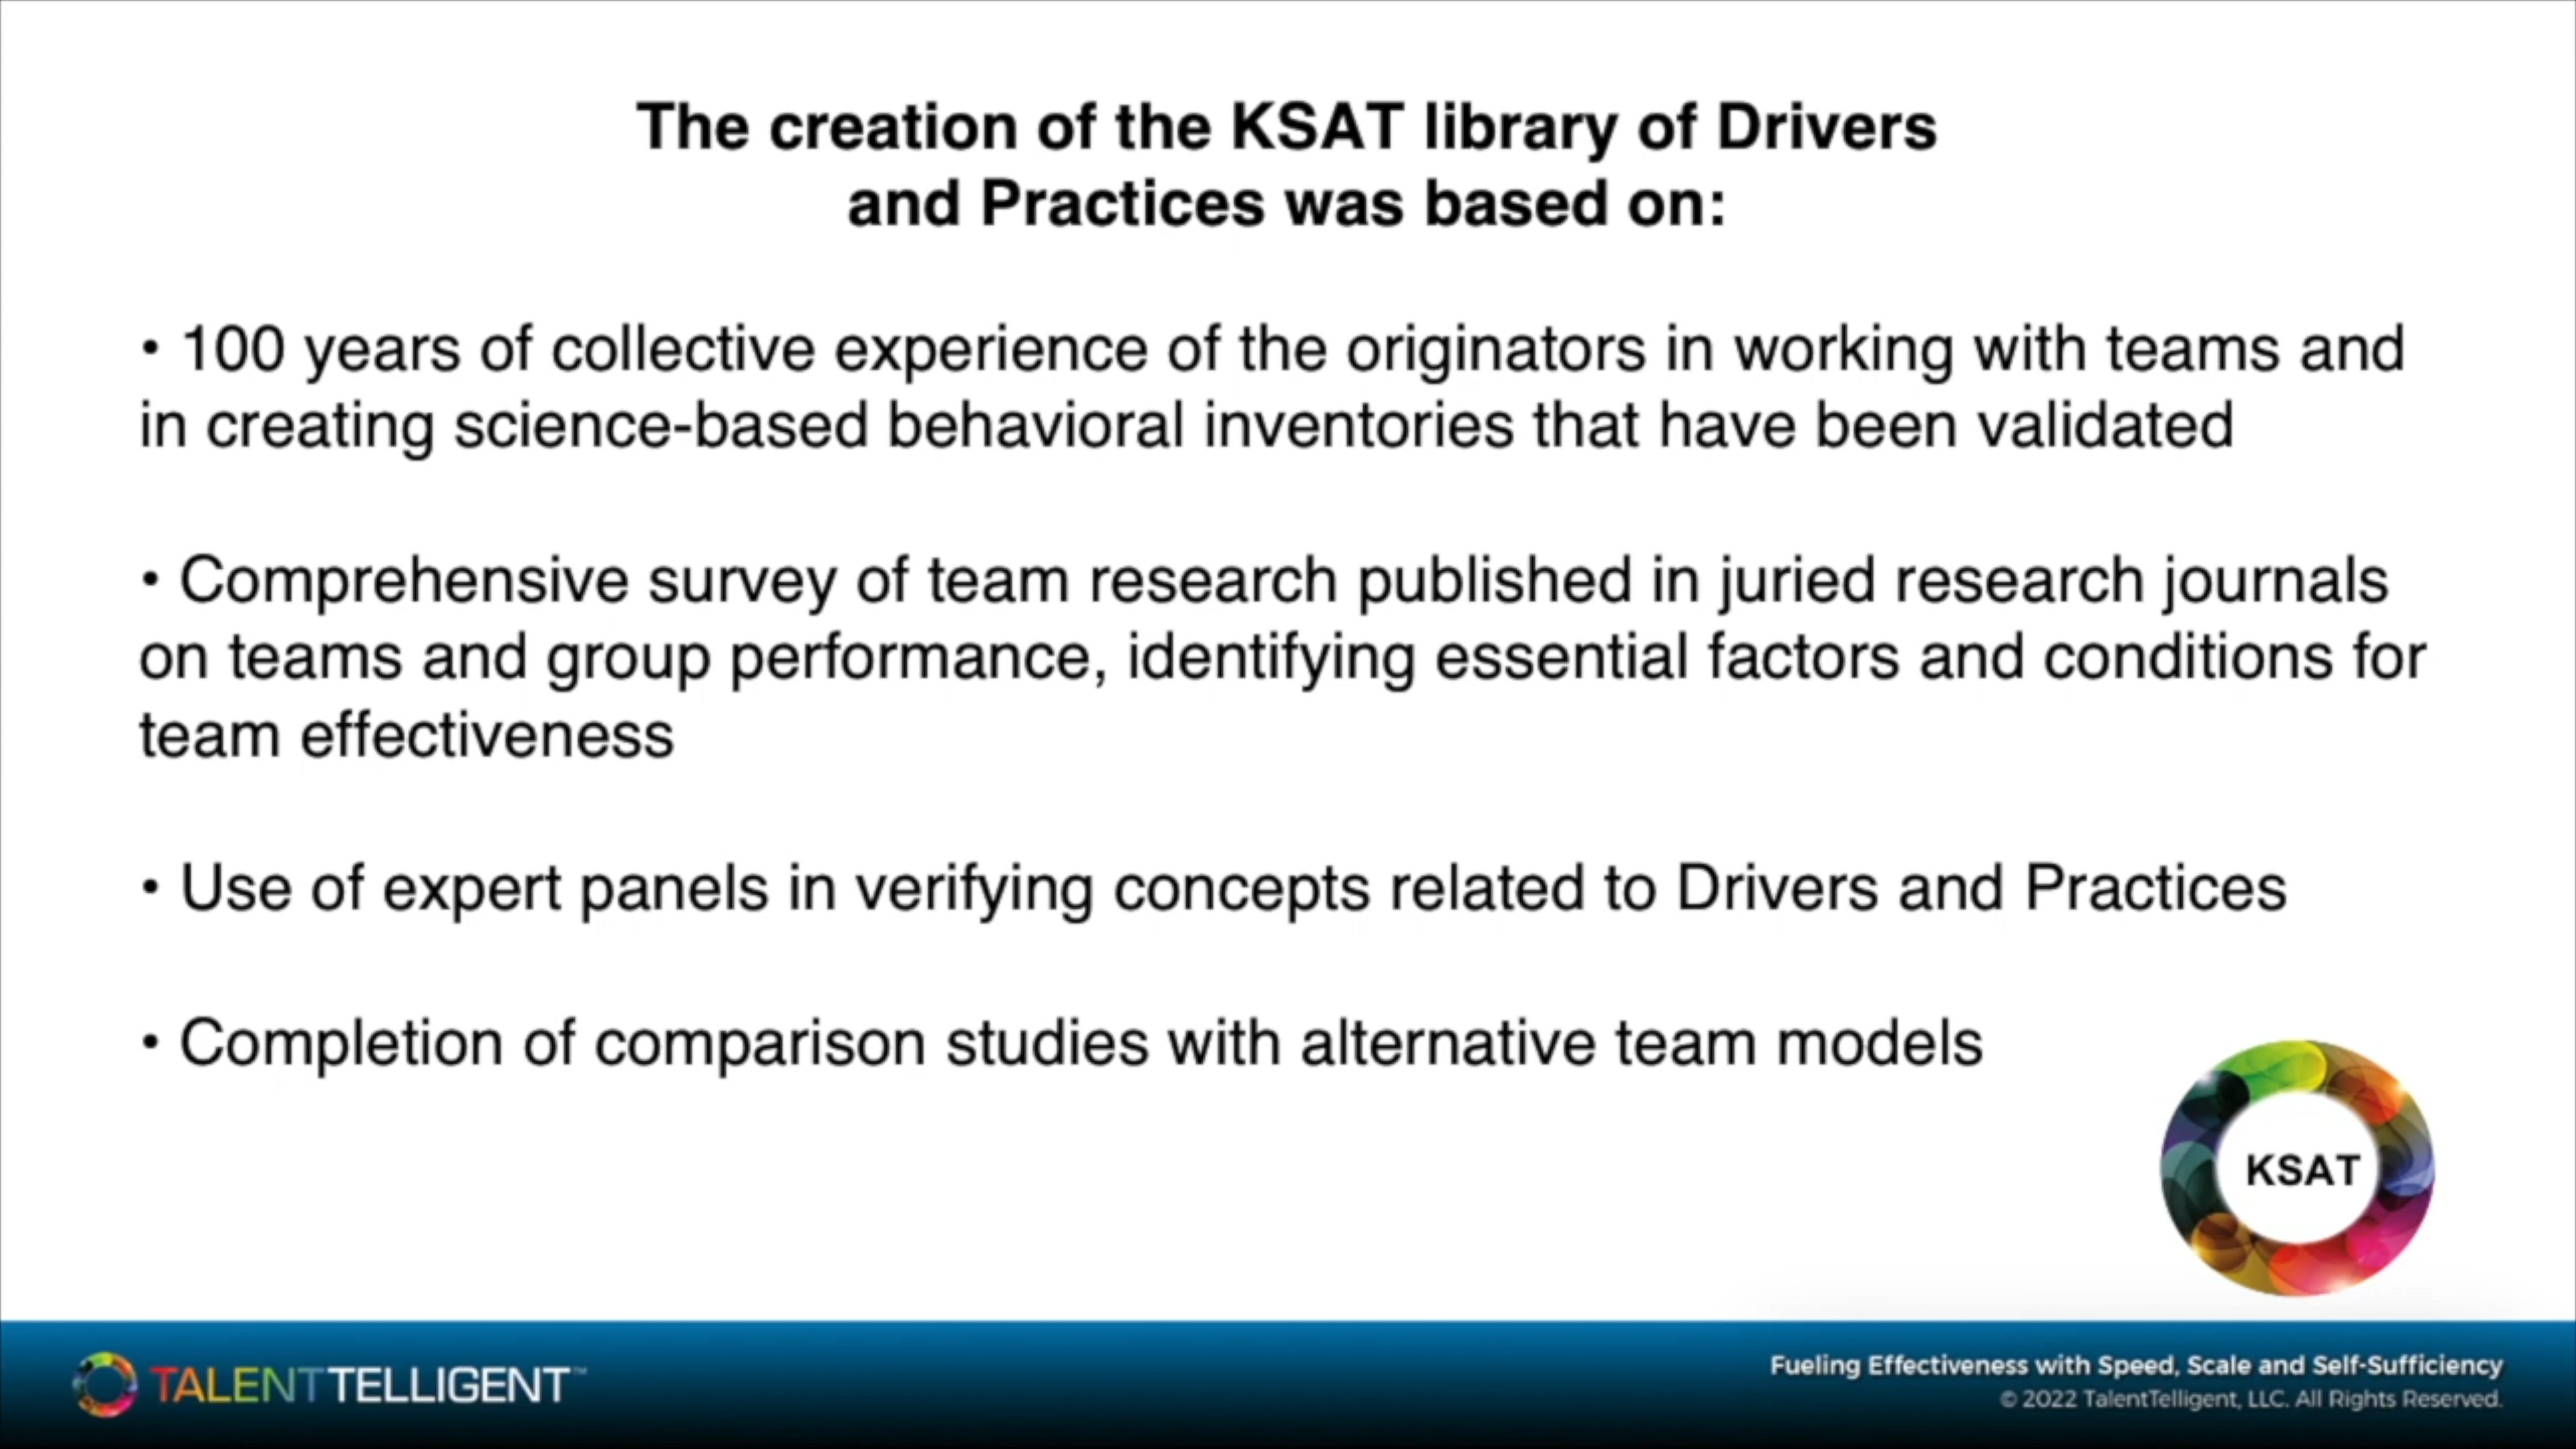 The creation of the KSAT library of Drivers
and Practices was based on:
• 100 years of collective experience of the originators in working with teams and
in creating science-based behavioral inventories that have been validated
• Comprehensive survey of team research published in juried research journals
on teams and group performance, identifying essential factors and conditions for
team effectiveness
• Use of expert panels in verifying concepts related to Drivers and Practices
• Completion of comparison studies with alternative team models
KSAT
TALENTTELLIGENT™
Fueling Effectiveness with Speed, Scale and Self-Sufficiency
© 2022 TalentTelligent, LLC. All Rights Reserved.